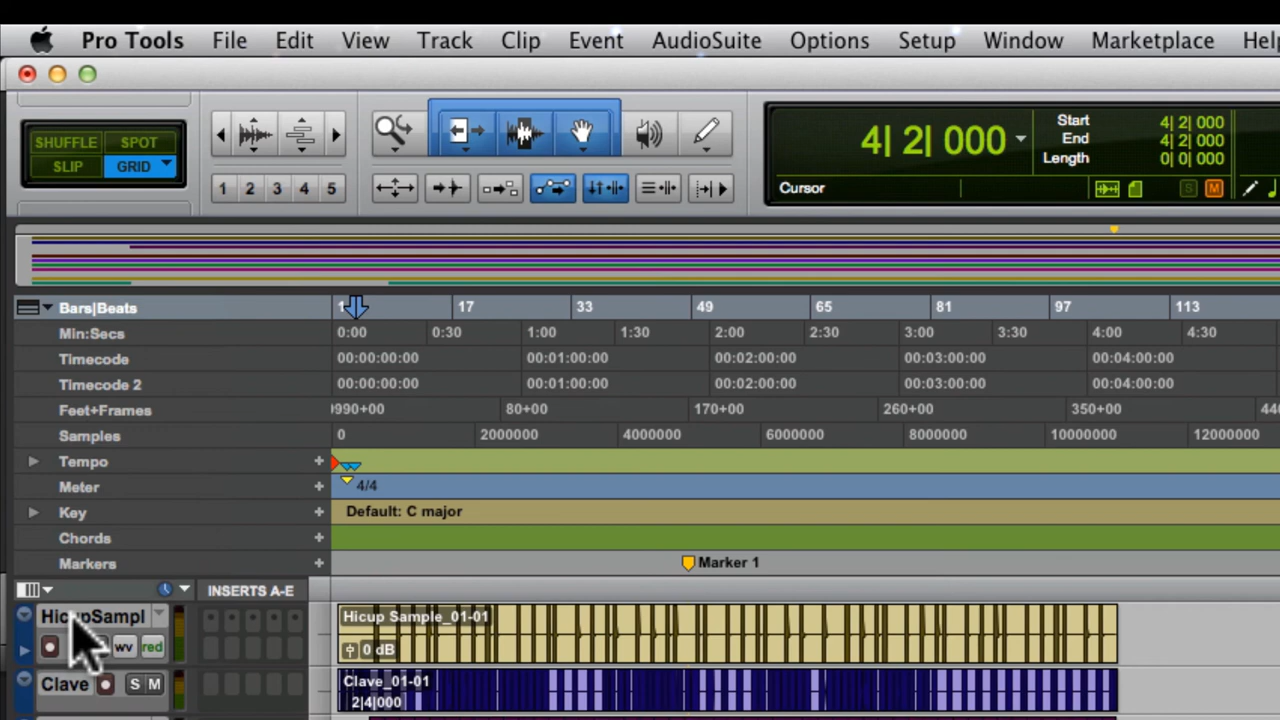 Pro Tools File Edit View Track Clip Event AudioSuite Options Setup Window Marketplace Help
SHUFFLE SPOT
SLIP GRID
1 2 3 4 5
4| 2| 000
Start 4| 2| 000
End 4| 2| 000
Length 0| 0| 000
Cursor
S M
Bars|Beats 1 17 33 49 65 81 97 113
Min:Secs 0:00 0:30 1:00 1:30 2:00 2:30 3:00 3:30 4:00 4:30
Timecode 00:00:00:00 00:01:00:00 00:02:00:00 00:03:00:00 00:04:00:00
Timecode 2 00:00:00:00 00:01:00:00 00:02:00:00 00:03:00:00 00:04:00:00
Feet+Frames 990+00 80+00 170+00 260+00 350+00 440
Samples 0 2000000 4000000 6000000 8000000 10000000 12000000
Tempo +
Meter + 4/4
Key + Default: C major
Chords +
Markers + Marker 1
INSERTS A-E
HicupSampl Hicup Sample_01-01
wv red 0 dB
Clave S M Clave_01-01
2|4|000